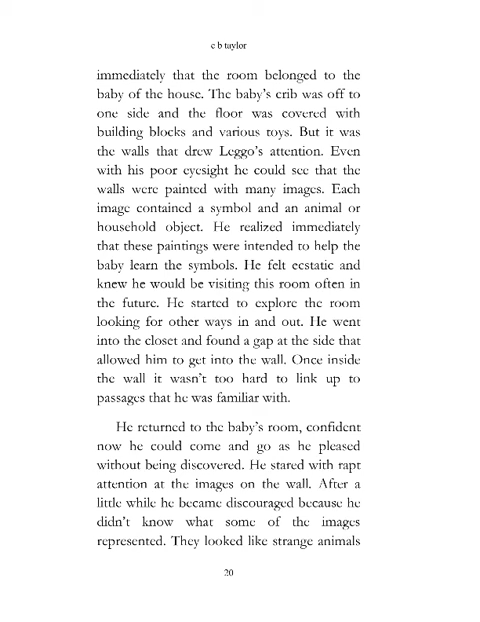 c b taylor
immediately that the room belonged to the
baby of the house. The baby's crib was off to
one side and the floor was covered with
building blocks and various toys. But it was
the walls that drew Leggo's attention. Even
with his poor eyesight he could see that the
walls were painted with many images. Each
image contained a symbol and an animal or
household object. He realized immediately
that these paintings were intended to help the
baby learn the symbols. He felt ecstatic and
knew he would be visiting this room often in
the future. He started to explore the room
looking for other ways in and out. He went
into the closet and found a gap at the side that
allowed him to get into the wall. Once inside
the wall it wasn't too hard to link up to
passages that he was familiar with.
He returned to the baby's room, confident
now he could come and go as he pleased
without being discovered. He stared with rapt
attention at the images on the wall. After a
little while he became discouraged because he
didn't know what some of the images
represented. They looked like strange animals
20